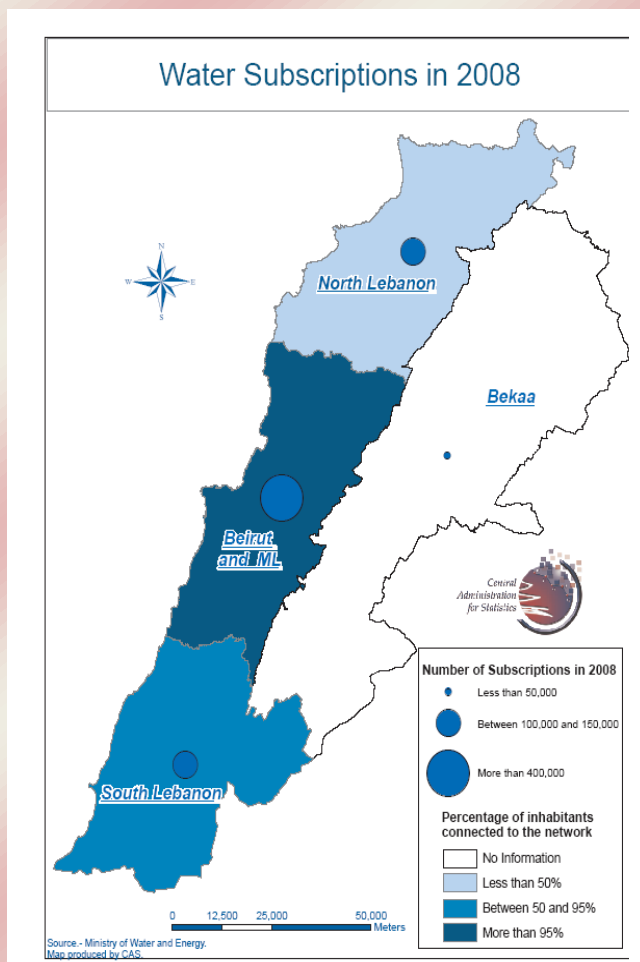 Water Subscriptions in 2008
N
W
E
S
North Lebanon
Bekaa
Beirut
and ML
Central
Administration
for Statistics
South Lebanon
Number of Subscriptions in 2008
Less than 50,000
Between 100,000 and 150,000
More than 400,000
Percentage of inhabitants
connected to the network
No Information
Less than 50%
Between 50 and 95%
More than 95%
0 12,500 25,000 50,000
Meters
Source.- Ministry of Water and Energy.
Map produced by CAS.